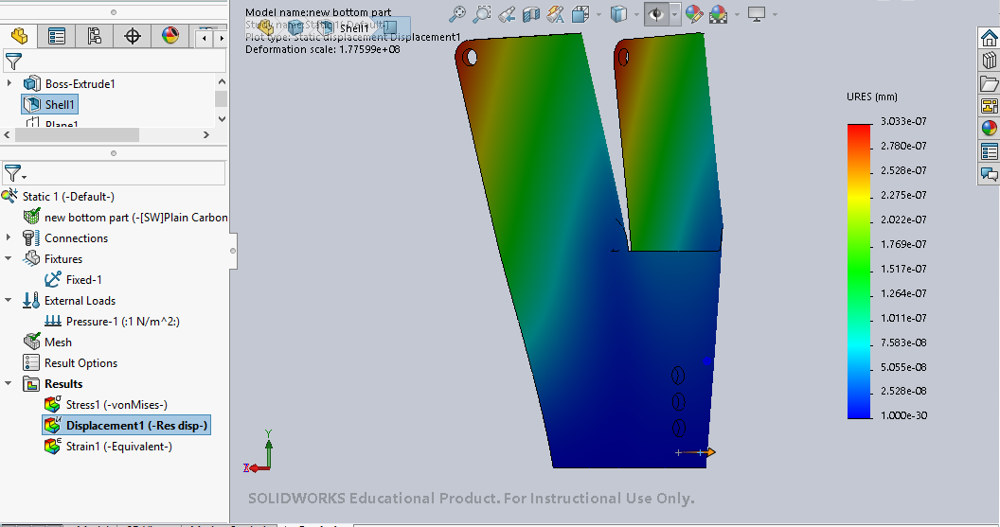 Model name:new bottom part
Study name:Static 1(-Default-)
Shell1
Plot type: Static displacement Displacement1
Deformation scale: 1.77599e+08
Boss-Extrude1
Shell1
Plane1
Static 1 (-Default-)
new bottom part (-[SW]Plain Carbon
Connections
Fixtures
Fixed-1
External Loads
Pressure-1 (:1 N/m^2:)
Mesh
Result Options
Results
Stress1 (-vonMises-)
Displacement1 (-Res disp-)
Strain1 (-Equivalent-)
URES (mm)
3.033e-07
2.780e-07
2.528e-07
2.275e-07
2.022e-07
1.769e-07
1.517e-07
1.264e-07
1.011e-07
7.583e-08
5.055e-08
2.528e-08
1.000e-30
Y
Z
SOLIDWORKS Educational Product. For Instructional Use Only.